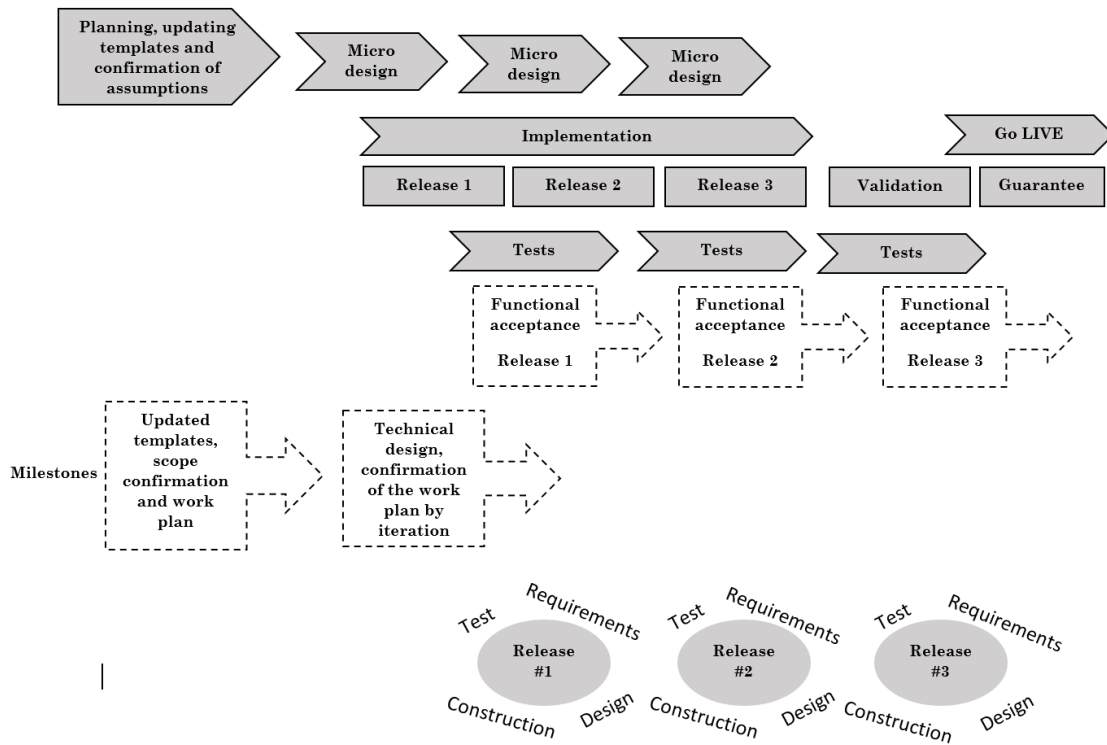 Planning, updating
templates and
confirmation of
assumptions
Micro
design
Micro
design
Micro
design
Implementation
Go LIVE
Release 1
Release 2
Release 3
Validation
Guarantee
Tests
Tests
Tests
Functional
acceptance
Release 1
Functional
acceptance
Release 2
Functional
acceptance
Release 3
Milestones
Updated
templates,
scope
confirmation
and work
plan
Technical
design,
confirmation
of the work
plan by
iteration
Test
Requirements
Release
#1
Construction
Design
Test
Requirements
Release
#2
Construction
Design
Test
Requirements
Release
#3
Construction
Design